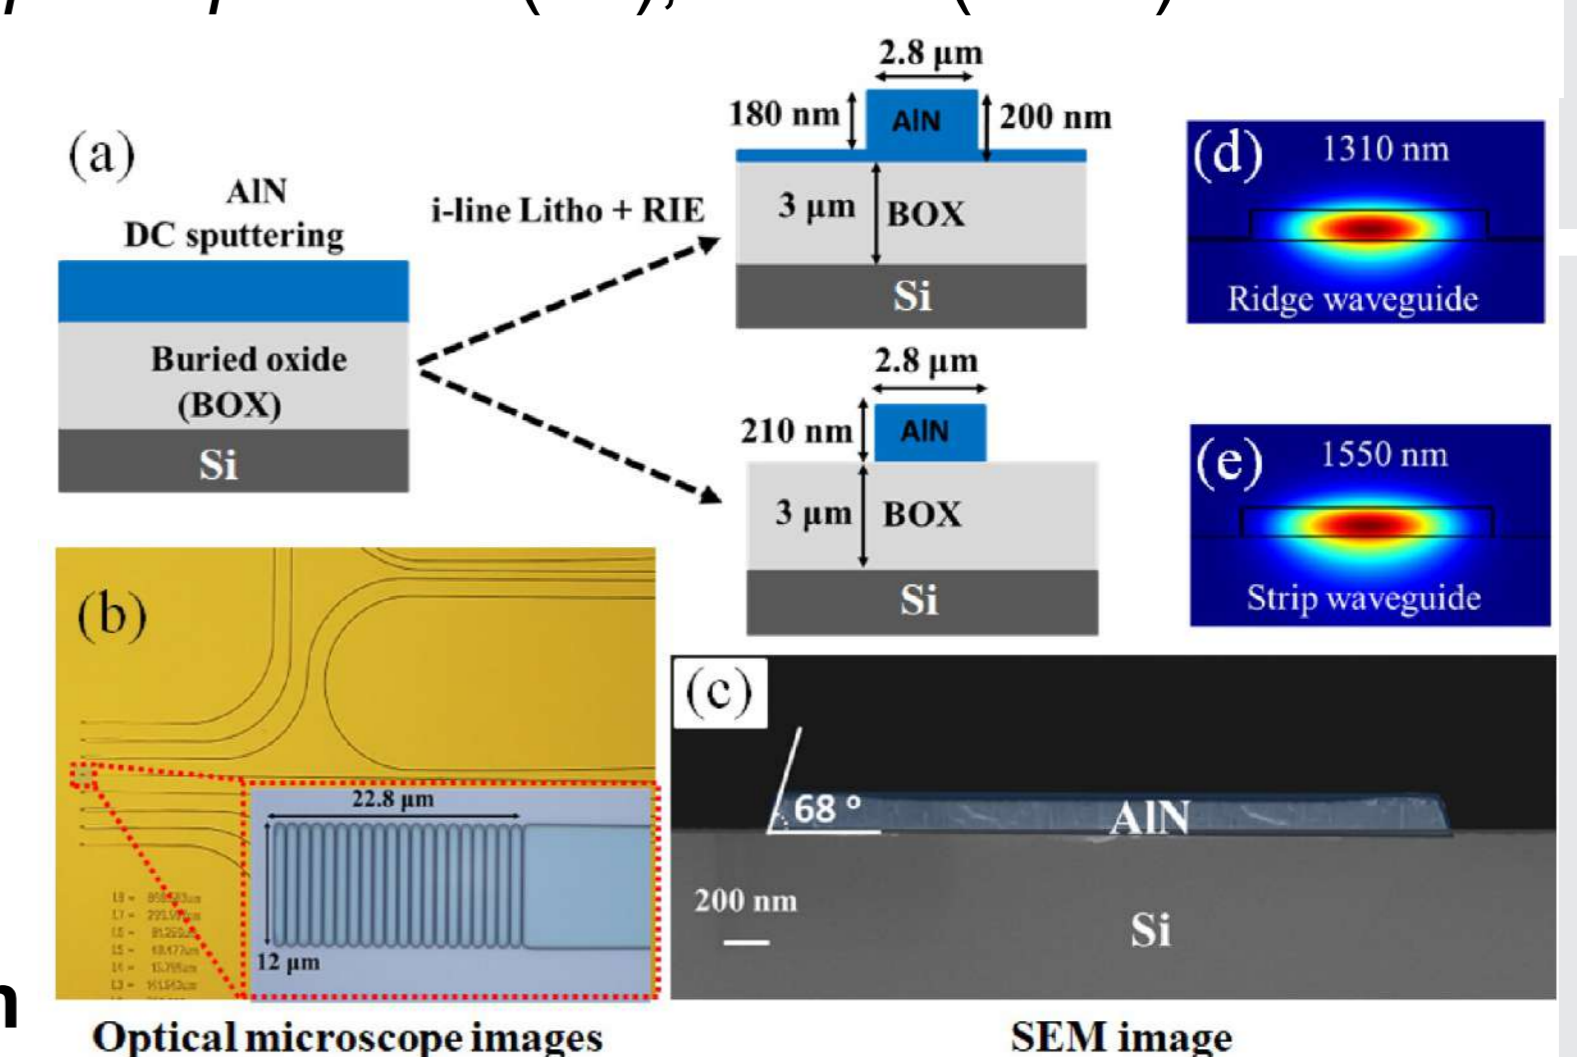 (a)
AlN
DC sputtering
Buried oxide
(BOX)
Si
i-line Litho + RIE
2.8 μm
180 nm
AlN
200 nm
3 μm
BOX
Si
2.8 μm
210 nm
AlN
3 μm
BOX
Si
(d)
1310 nm
Ridge waveguide
(e)
1550 nm
Strip waveguide
(b)
22.8 μm
12 μm
(c)
68 °
AlN
200 nm
Si
Optical microscope images
SEM image